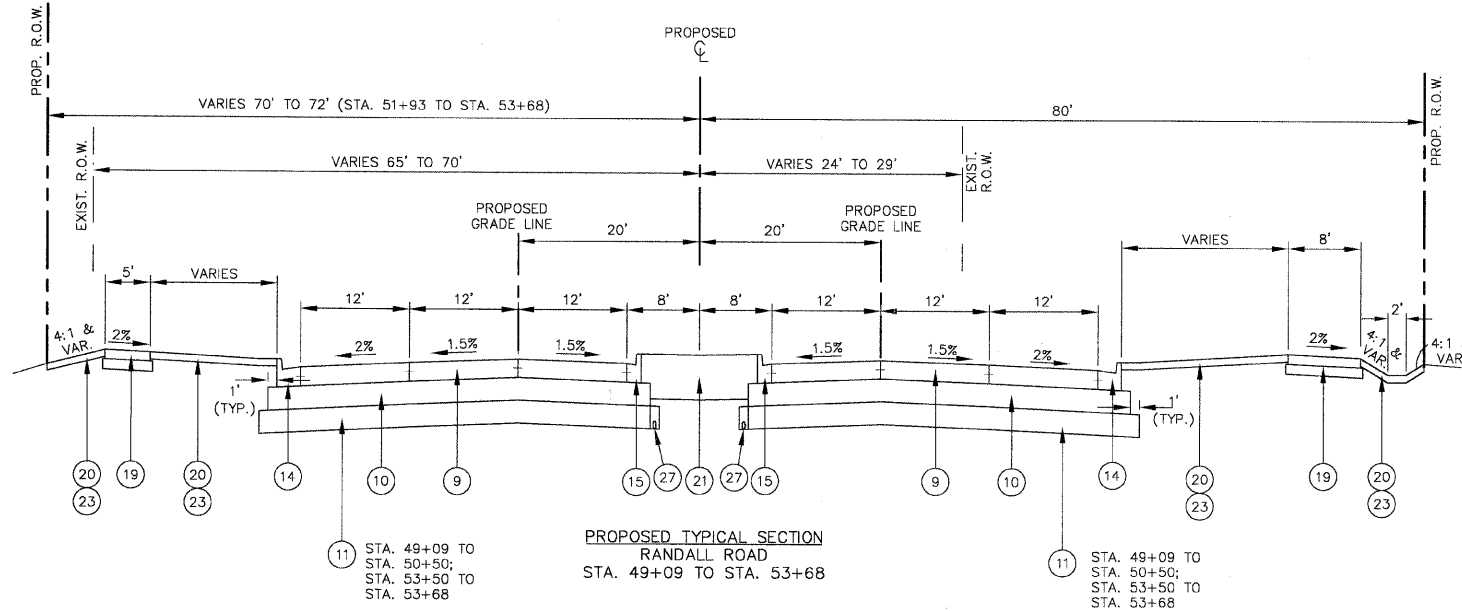 PROPOSED
CL
PROP. R.O.W.
PROP. R.O.W.
VARIES 70' TO 72' (STA. 51+93 TO STA. 53+68)
80'
EXIST. R.O.W.
VARIES 65' TO 70'
VARIES 24' TO 29'
EXIST.
R.O.W.
PROPOSED
GRADE LINE
PROPOSED
GRADE LINE
20'
20'
5'
VARIES
VARIES
8'
2'
12'
12'
12'
8'
8'
12'
12'
12'
4:1 &
VAR.
2%
2%
1.5%
1.5%
1.5%
1.5%
2%
2%
4:1 &
VAR.
4:1
VAR
1'
(TYP.)
1'
(TYP.)
20
23
19
20
23
14
10
9
15
27
21
27
15
9
10
14
20
23
19
20
23
11
STA. 49+09 TO
STA. 50+50;
STA. 53+50 TO
STA. 53+68
PROPOSED TYPICAL SECTION
RANDALL ROAD
STA. 49+09 TO STA. 53+68
11
STA. 49+09 TO
STA. 50+50;
STA. 53+50 TO
STA. 53+68